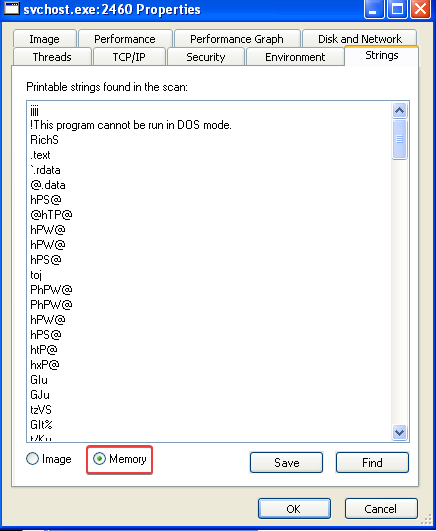 svchost.exe:2460 Properties
Image Performance Performance Graph Disk and Network
Threads TCP/IP Security Environment Strings
Printable strings found in the scan:
!This program cannot be run in DOS mode.
RichS
.text
`.rdata
@.data
hPS@
@hTP@
hPW@
hPW@
hPS@
toj
PhPW@
PhPW@
hPW@
hPS@
htP@
hxP@
GIu
GJu
tzVS
GIt%
Image Memory Save Find
OK Cancel